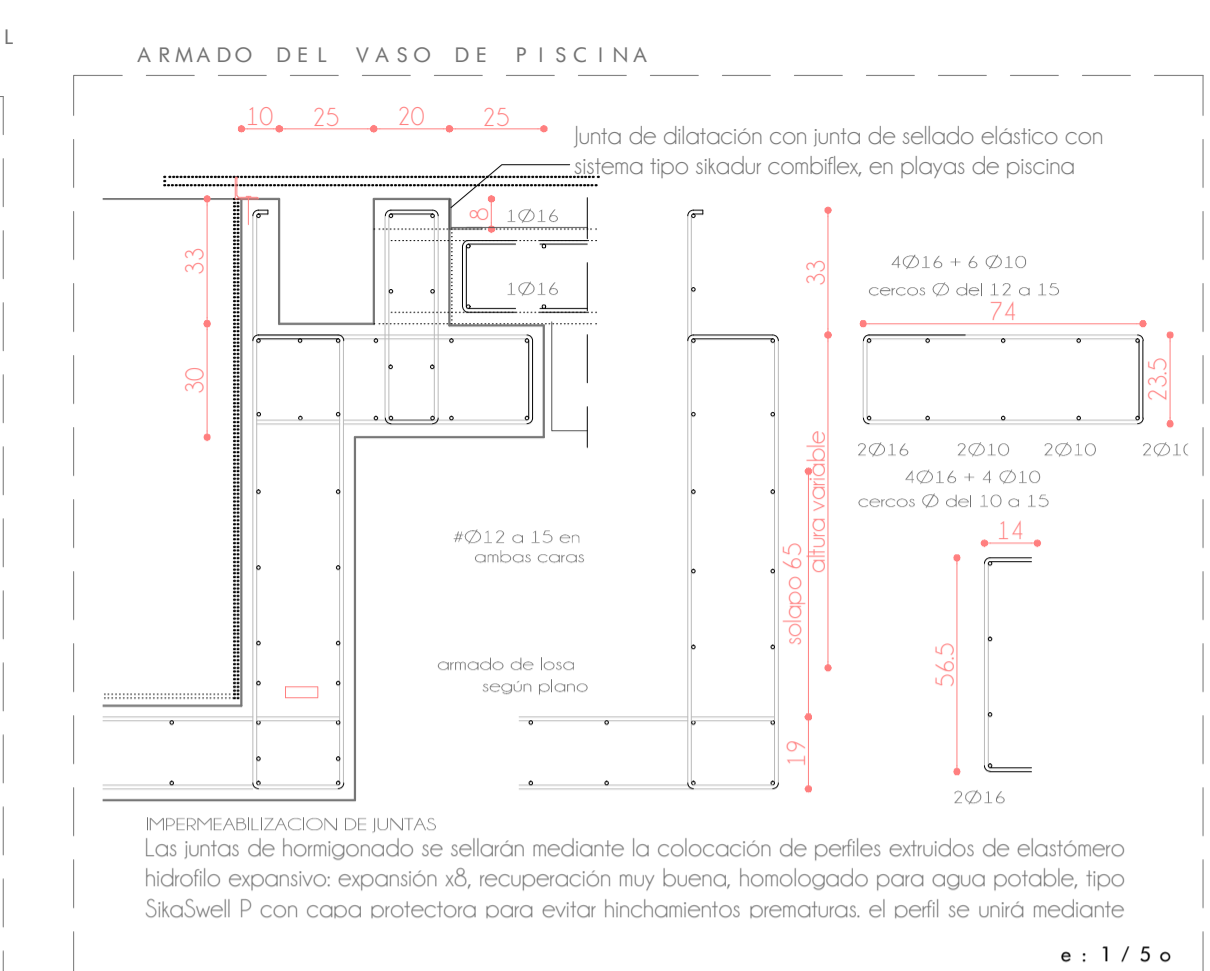 L
ARMADO DEL VASO DE PISCINA
10 25 20 25
Junta de dilatación con junta de sellado elástico con
sistema tipo sikadur combiflex, en playas de piscina
8
1Ø16
1Ø16
33
30
33
4Ø16 + 6 Ø10
cercos Ø del 12 a 15
74
23.5
2Ø16 2Ø10 2Ø10
4Ø16 + 4 Ø10
cercos Ø del 10 a 15
14
altura variable
solapo 65
#Ø12 a 15 en
ambas caras
56.5
armado de losa
según plano
19
2Ø16
IMPERMEABILIZACION DE JUNTAS
Las juntas de hormigonado se sellarán mediante la colocación de perfiles extruidos de elastómero
hidrofilo expansivo: expansión x8, recuperación muy buena, homologado para agua potable, tipo
SikaSwell P con capa protectora para evitar hinchamientos prematuras. el perfil se unirá mediante
e : 1 / 5 o